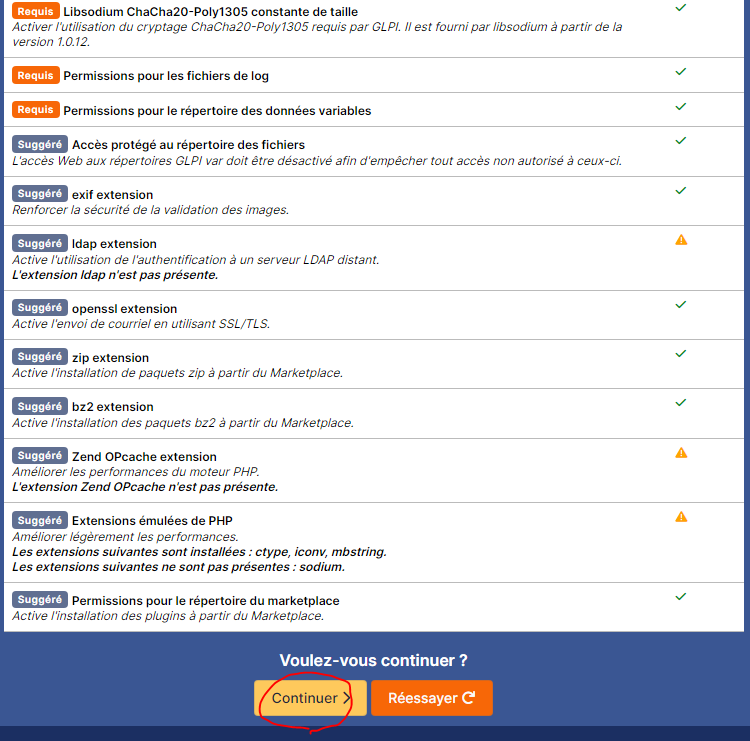 Requis Libsodium ChaCha20-Poly1305 constante de taille
Activer l'utilisation du cryptage ChaCha20-Poly1305 requis par GLPI. Il est fourni par libsodium à partir de la
version 1.0.12.
Requis Permissions pour les fichiers de log
Requis Permissions pour le répertoire des données variables
Suggéré Accès protégé au répertoire des fichiers
L'accès Web aux répertoires GLPI var doit être désactivé afin d'empêcher tout accès non autorisé à ceux-ci.
Suggéré exif extension
Renforcer la sécurité de la validation des images.
Suggéré ldap extension
Active l'utilisation de l'authentification à un serveur LDAP distant.
L'extension ldap n'est pas présente.
Suggéré openssl extension
Active l'envoi de courriel en utilisant SSL/TLS.
Suggéré zip extension
Active l'installation de paquets zip à partir du Marketplace.
Suggéré bz2 extension
Active l'installation des paquets bz2 à partir du Marketplace.
Suggéré Zend OPcache extension
Améliorer les performances du moteur PHP.
L'extension Zend OPcache n'est pas présente.
Suggéré Extensions émulées de PHP
Améliorer légèrement les performances.
Les extensions suivantes sont installées : ctype, iconv, mbstring.
Les extensions suivantes ne sont pas présentes : sodium.
Suggéré Permissions pour le répertoire du marketplace
Active l'installation des plugins à partir du Marketplace.
Voulez-vous continuer ?
Continuer Réessayer